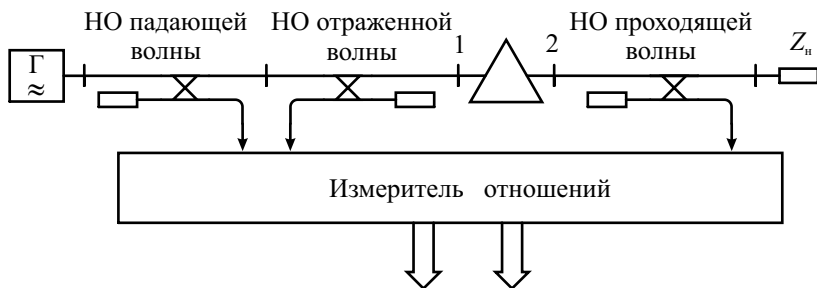 НО падающей
волны
НО отраженной
волны
1
2
НО проходящей
волны
Zн
Г
≈
Измеритель отношений